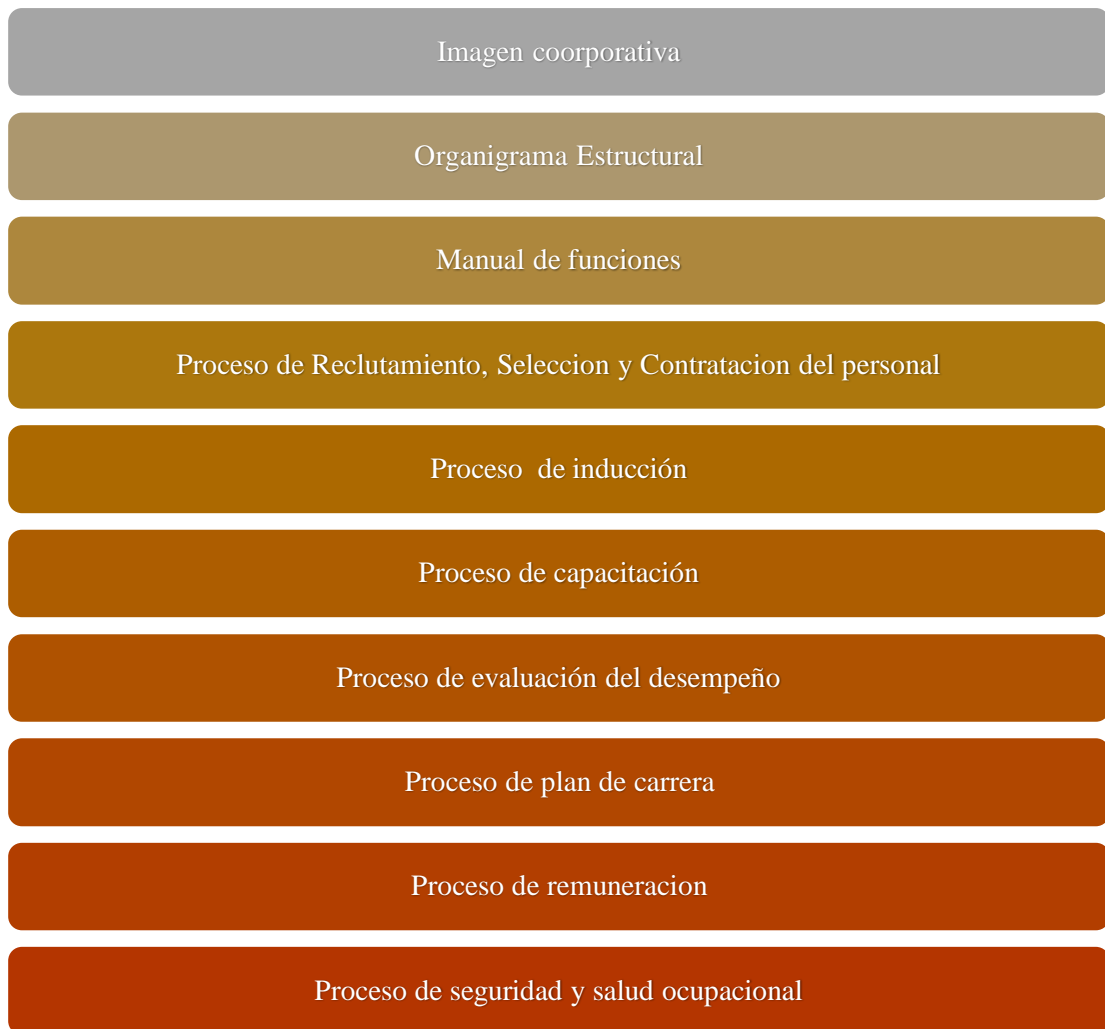 Imagen coorporativa
Organigrama Estructural
Manual de funciones
Proceso de Reclutamiento, Seleccion y Contratacion del personal
Proceso  de inducción
Proceso de capacitación
Proceso de evaluación del desempeño
Proceso de plan de carrera
Proceso de remuneracion
Proceso de seguridad y salud ocupacional